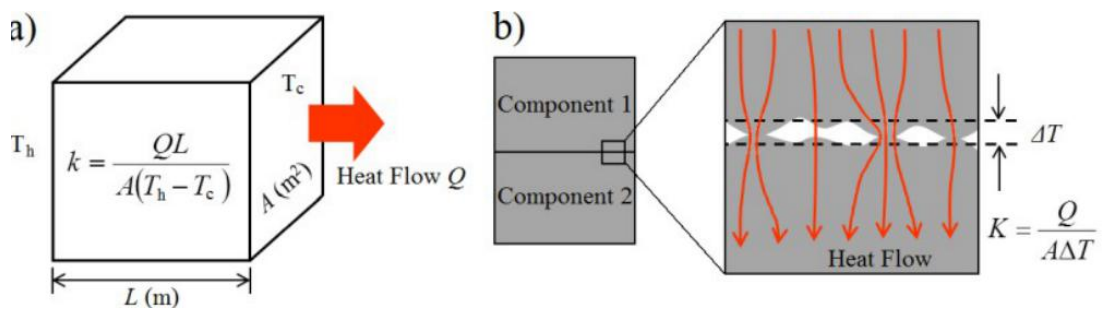 a)
T_h
T_c
k = QL / A(T_h − T_c)
A (m²)
Heat Flow Q
L (m)
b)
Component 1
Component 2
ΔT
K = Q / AΔT
Heat Flow